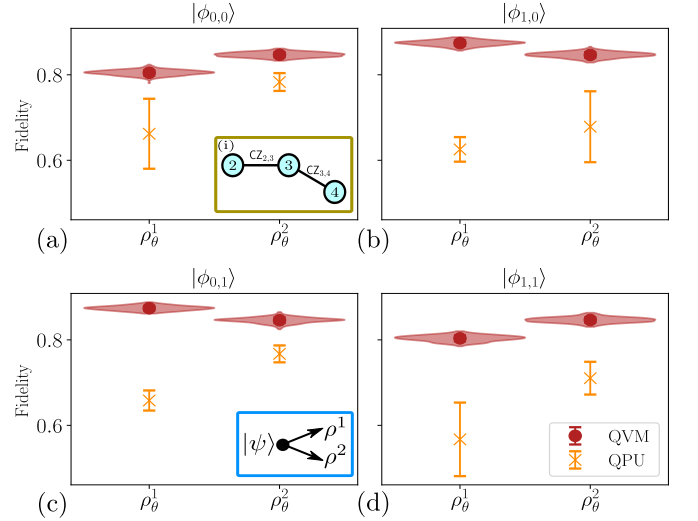 |ϕ0,0⟩
|ϕ1,0⟩
Fidelity
0.8
0.6
(i)
2
CZ2,3
3
CZ3,4
4
(a)
ρ1θ
ρ2θ
(b)
ρ1θ
ρ2θ
|ϕ0,1⟩
|ϕ1,1⟩
Fidelity
0.8
0.6
|ψ⟩
ρ1
ρ2
QVM
QPU
(c)
ρ1θ
ρ2θ
(d)
ρ1θ
ρ2θ